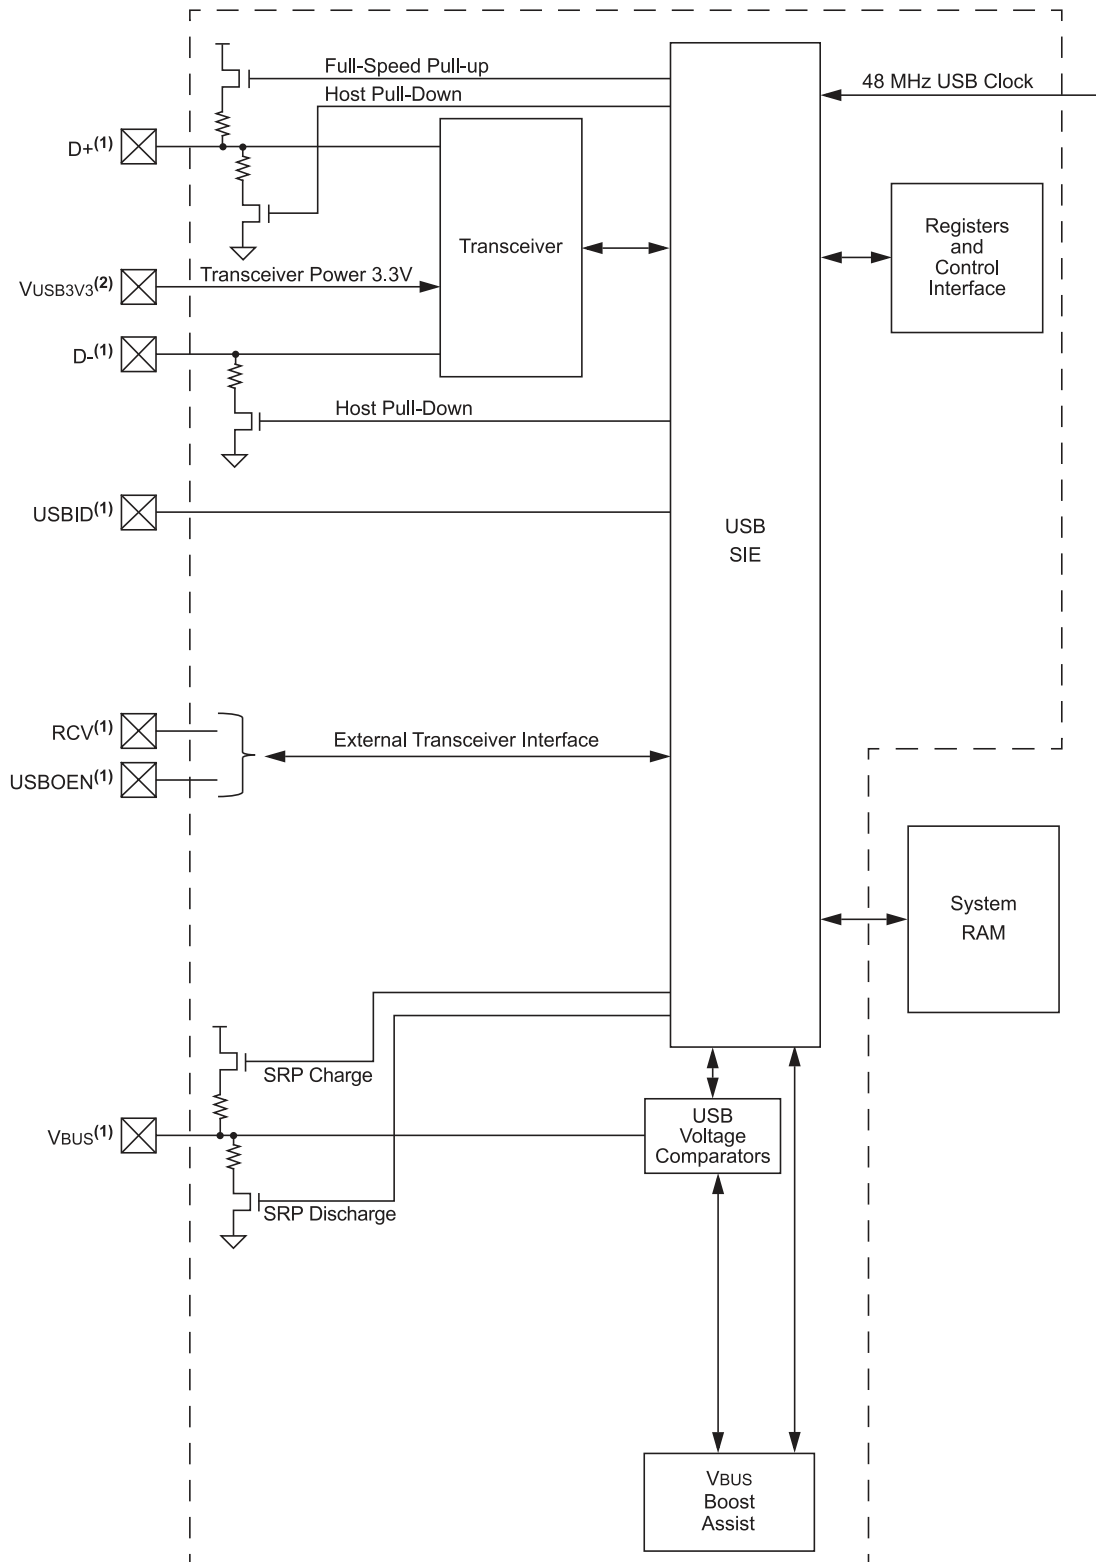 Full-Speed Pull-up
Host Pull-Down
48 MHz USB Clock
D+(1)
Transceiver
Registers
and
Control
Interface
Transceiver Power 3.3V
VUSB3V3(2)
D-(1)
Host Pull-Down
USBID(1)
USB
SIE
RCV(1)
External Transceiver Interface
USBOEN(1)
System
RAM
SRP Charge
VBUS(1)
USB
Voltage
Comparators
SRP Discharge
VBUS
Boost
Assist